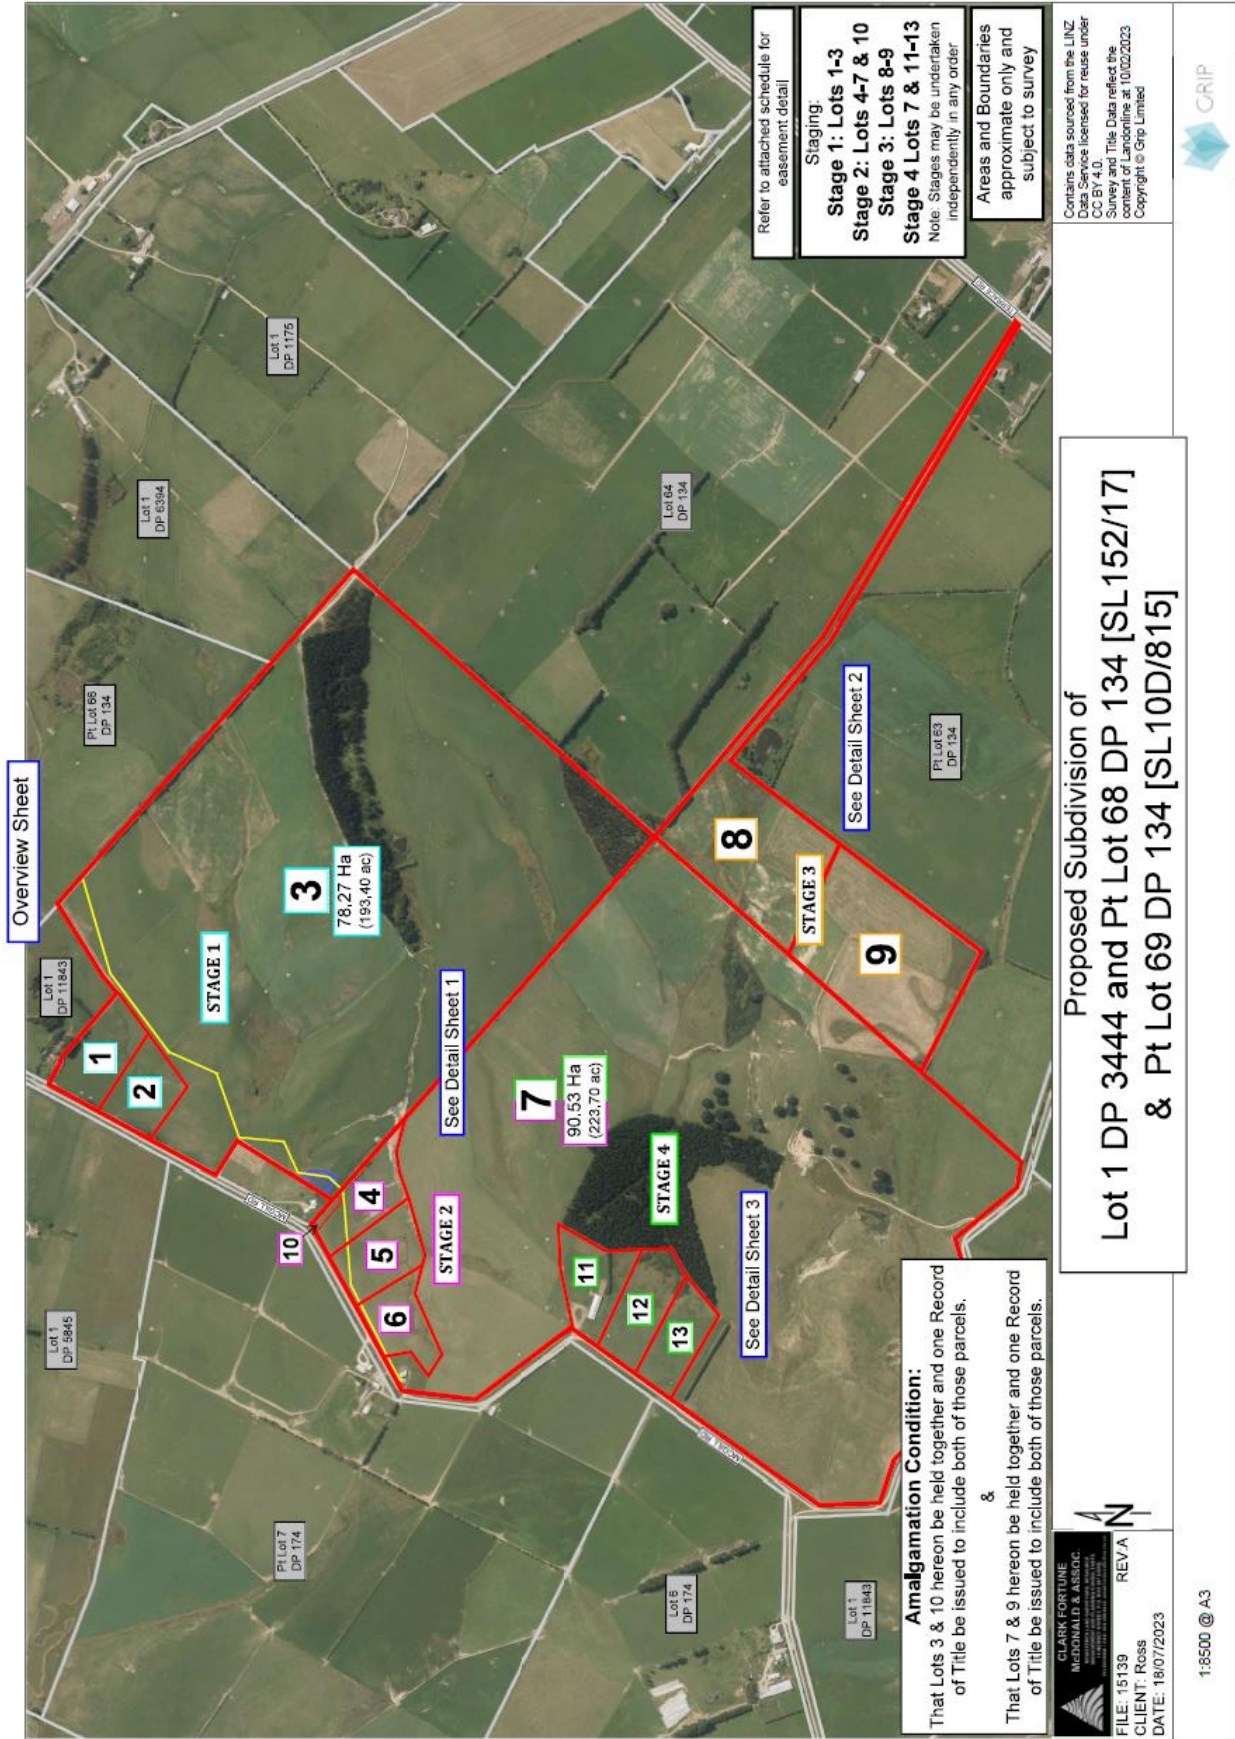 Overview Sheet
Lot 1
DP 11843
Pt Lot 66
DP 134
Lot 1
DP 6394
Lot 1
DP 1175
Lot 1
DP 5845
Pt Lot 7
DP 174
Lot 6
DP 174
Lot 1
DP 11843
Lot 64
DP 134
Pt Lot 63
DP 134
1
2
STAGE 1
3
78.27 Ha
(193.40 ac)
MCGILL RD
10
4
5
6
STAGE 2
See Detail Sheet 1
7
90.53 Ha
(223.70 ac)
STAGE 4
11
12
13
See Detail Sheet 3
MCGILL RD
8
STAGE 3
9
See Detail Sheet 2
TERRACE RD
Refer to attached schedule for
easement detail
Staging:
Stage 1: Lots 1-3
Stage 2: Lots 4-7 & 10
Stage 3: Lots 8-9
Stage 4 Lots 7 & 11-13
Note: Stages may be undertaken
independently in any order
Areas and Boundaries
approximate only and
subject to survey
Amalgamation Condition:
That Lots 3 & 10 hereon be held together and one Record
of Title be issued to include both of those parcels.
&
That Lots 7 & 9 hereon be held together and one Record
of Title be issued to include both of those parcels.
CLARK FORTUNE
McDONALD & ASSOC.
FILE: 15139 REV:A
CLIENT: Ross
DATE: 18/07/2023
N
1:8500 @ A3
Proposed Subdivision of
Lot 1 DP 3444 and Pt Lot 68 DP 134 [SL152/17]
& Pt Lot 69 DP 134 [SL10D/815]
Contains data sourced from the LINZ
Data Service licensed for reuse under
CC BY 4.0.
Survey and Title Data reflect the
content of Landonline at 10/02/2023
Copyright © Grip Limited
GRIP